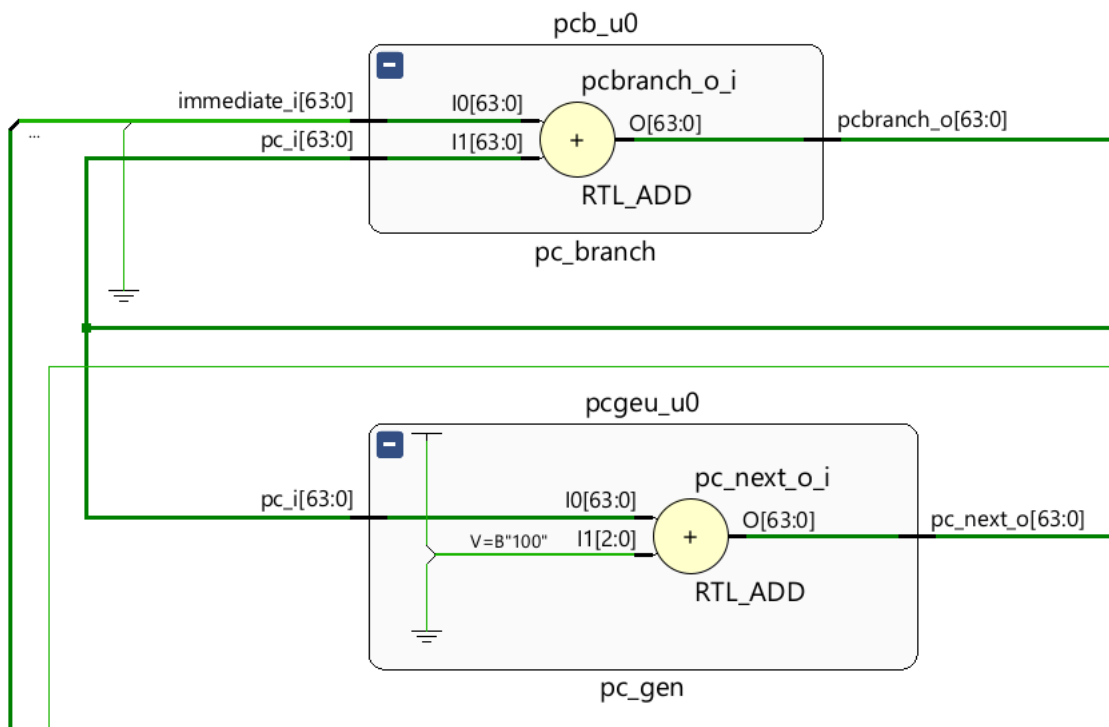 pcb_u0
pcbranch_o_i
immediate_i[63:0]
I0[63:0]
O[63:0]
pcbranch_o[63:0]
...
pc_i[63:0]
I1[63:0]
+
RTL_ADD
pc_branch
pcgeu_u0
pc_next_o_i
pc_i[63:0]
I0[63:0]
O[63:0]
pc_next_o[63:0]
V=B"100"
I1[2:0]
+
RTL_ADD
pc_gen